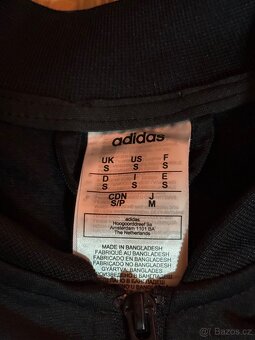 adidas
UK US F
S S S
D I E
S S S
CDN J
S/P M
adidas,
Hoogoorddreef 9a
Amsterdam 1101 BA
The Netherlands
MADE IN BANGLADESH
FABRIQUÉ AU BANGLADESH
FABRICADO EN BANGLADESH
GYÁRTVA: BANGLADES